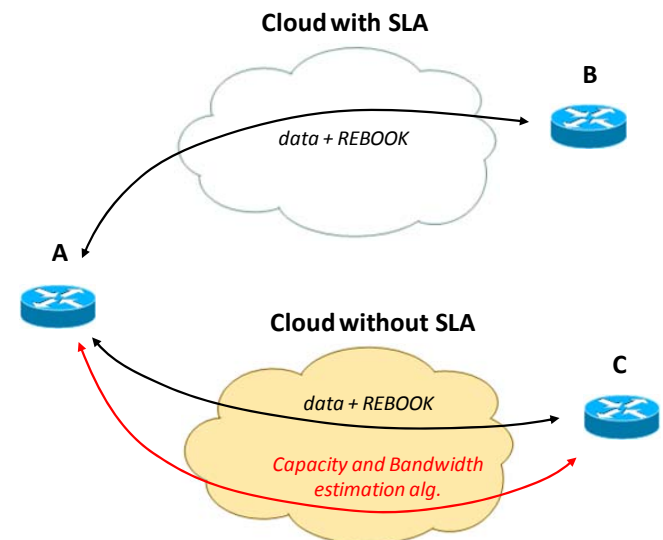 Cloud with SLA
B
data + REBOOK
A
Cloud without SLA
C
data + REBOOK
Capacity and Bandwidth
estimation alg.